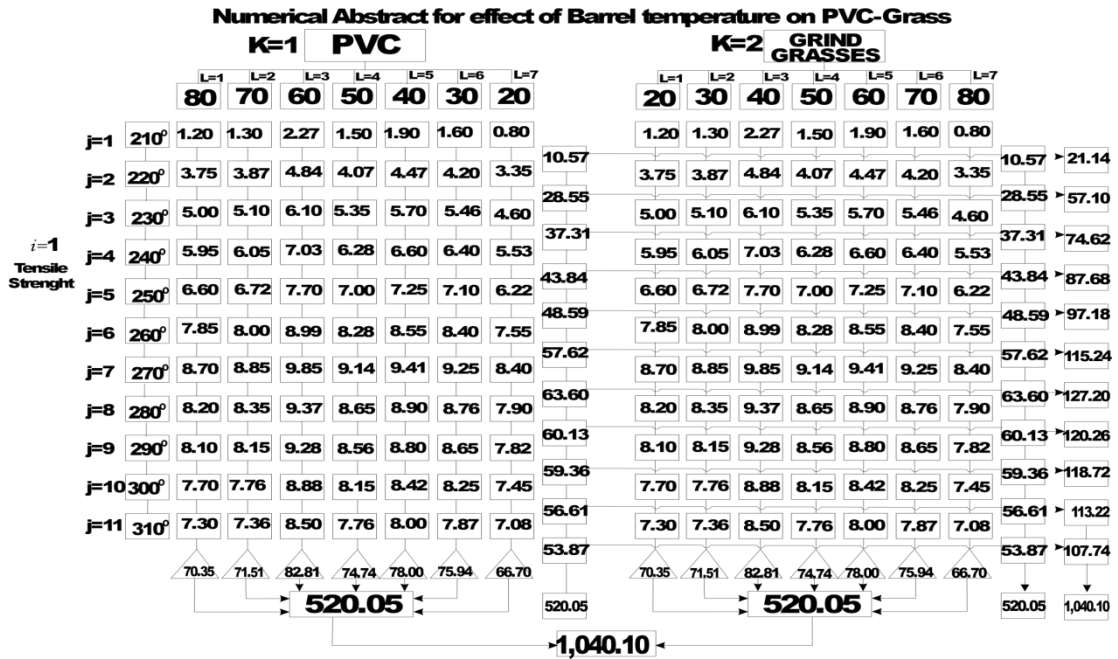 Numerical Abstract for effect of Barrel temperature on PVC-Grass
K=1 PVC K=2 GRIND GRASSES
L=1 L=2 L=3 L=4 L=5 L=6 L=7 L=1 L=2 L=3 L=4 L=5 L=6 L=7
80 70 60 50 40 30 20 20 30 40 50 60 70 80
j=1 210° 1.20 1.30 2.27 1.50 1.90 1.60 0.80 1.20 1.30 2.27 1.50 1.90 1.60 0.80
10.57 10.57 21.14
j=2 220° 3.75 3.87 4.84 4.07 4.47 4.20 3.35 3.75 3.87 4.84 4.07 4.47 4.20 3.35
28.55 28.55 57.10
j=3 230° 5.00 5.10 6.10 5.35 5.70 5.46 4.60 5.00 5.10 6.10 5.35 5.70 5.46 4.60
37.31 37.31 74.62
i=1
Tensile
Strenght
j=4 240° 5.95 6.05 7.03 6.28 6.60 6.40 5.53 5.95 6.05 7.03 6.28 6.60 6.40 5.53
43.84 43.84 87.68
j=5 250° 6.60 6.72 7.70 7.00 7.25 7.10 6.22 6.60 6.72 7.70 7.00 7.25 7.10 6.22
48.59 48.59 97.18
j=6 260° 7.85 8.00 8.99 8.28 8.55 8.40 7.55 7.85 8.00 8.99 8.28 8.55 8.40 7.55
57.62 57.62 115.24
j=7 270° 8.70 8.85 9.85 9.14 9.41 9.25 8.40 8.70 8.85 9.85 9.14 9.41 9.25 8.40
63.60 63.60 127.20
j=8 280° 8.20 8.35 9.37 8.65 8.90 8.76 7.90 8.20 8.35 9.37 8.65 8.90 8.76 7.90
60.13 60.13 120.26
j=9 290° 8.10 8.15 9.28 8.56 8.80 8.65 7.82 8.10 8.15 9.28 8.56 8.80 8.65 7.82
59.36 59.36 118.72
j=10 300° 7.70 7.76 8.88 8.15 8.42 8.25 7.45 7.70 7.76 8.88 8.15 8.42 8.25 7.45
56.61 56.61 113.22
j=11 310° 7.30 7.36 8.50 7.76 8.00 7.87 7.08 7.30 7.36 8.50 7.76 8.00 7.87 7.08
53.87 53.87 107.74
70.35 71.51 82.81 74.74 78.00 75.94 66.70 70.35 71.51 82.81 74.74 78.00 75.94 66.70
520.05 520.05 520.05 520.05 1,040.10
1,040.10